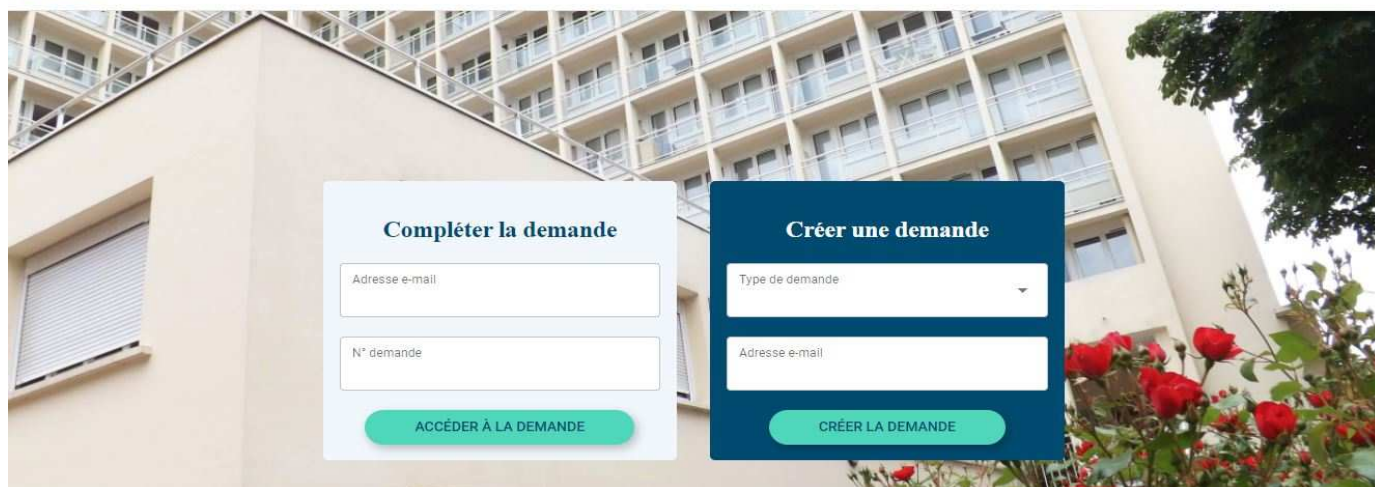 Compléter la demande
Adresse e-mail
N° demande
ACCÉDER À LA DEMANDE
Créer une demande
Type de demande
Adresse e-mail
CRÉER LA DEMANDE